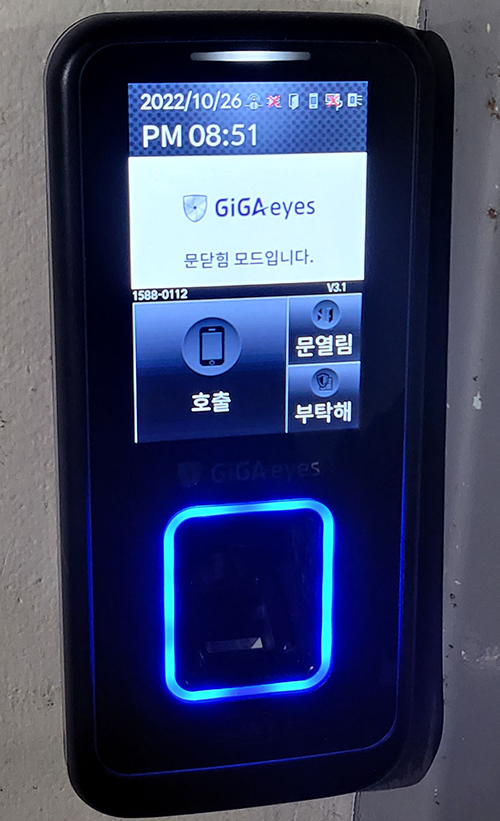 2022/10/26
PM 08:51
GiGAeyes
문닫힘 모드입니다.
1588-0112 V3.1
호출
문열림
부탁해
GiGAeyes